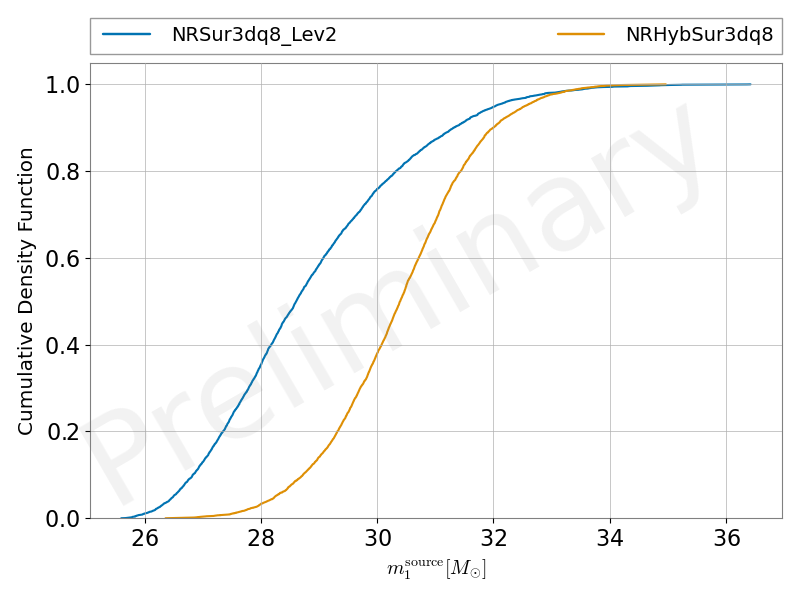 NRSur3dq8_Lev2 NRHybSur3dq8
1.0
0.8
0.6
0.4
0.2
0.0
Cumulative Density Function
Preliminary
26 28 30 32 34 36
m₁^source [M_⊙]